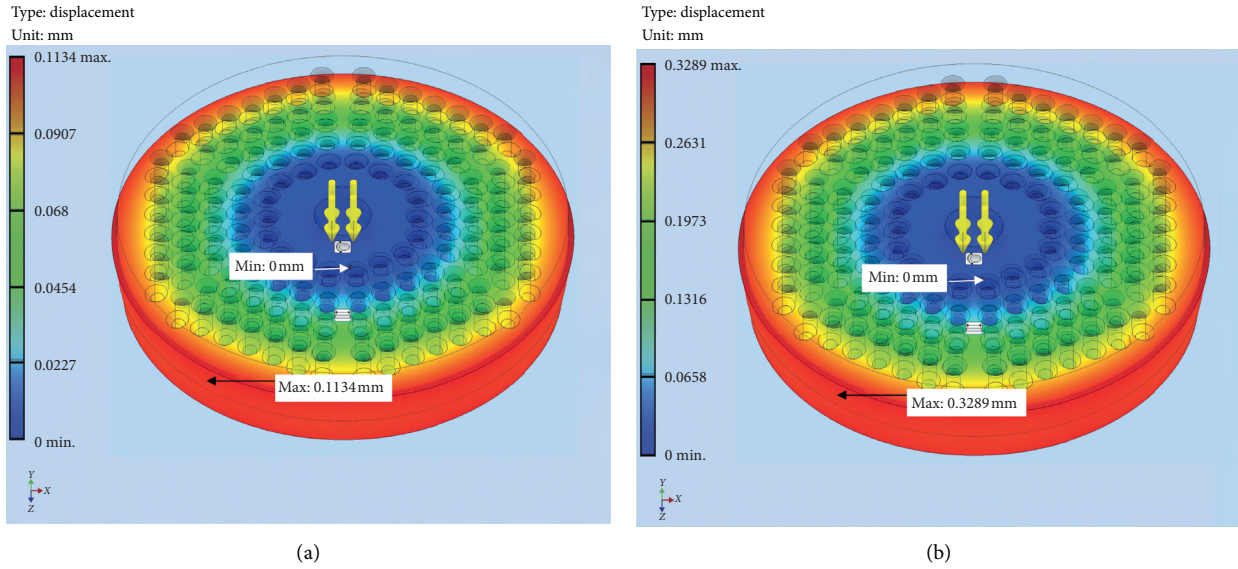 Type: displacement
Unit: mm
0.1134 max.
0.0907
0.068
0.0454
0.0227
0 min.
Min: 0 mm
Max: 0.1134 mm
Y
X
Z
(a)
Type: displacement
Unit: mm
0.3289 max.
0.2631
0.1973
0.1316
0.0658
0 min.
Min: 0 mm
Max: 0.3289 mm
Y
X
Z
(b)